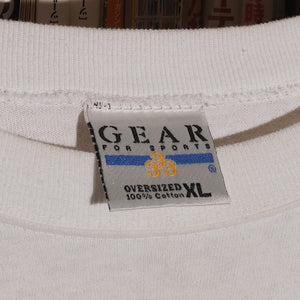 GEAR
FOR SPORTS
®
OVERSIZED XL
100% Cotton